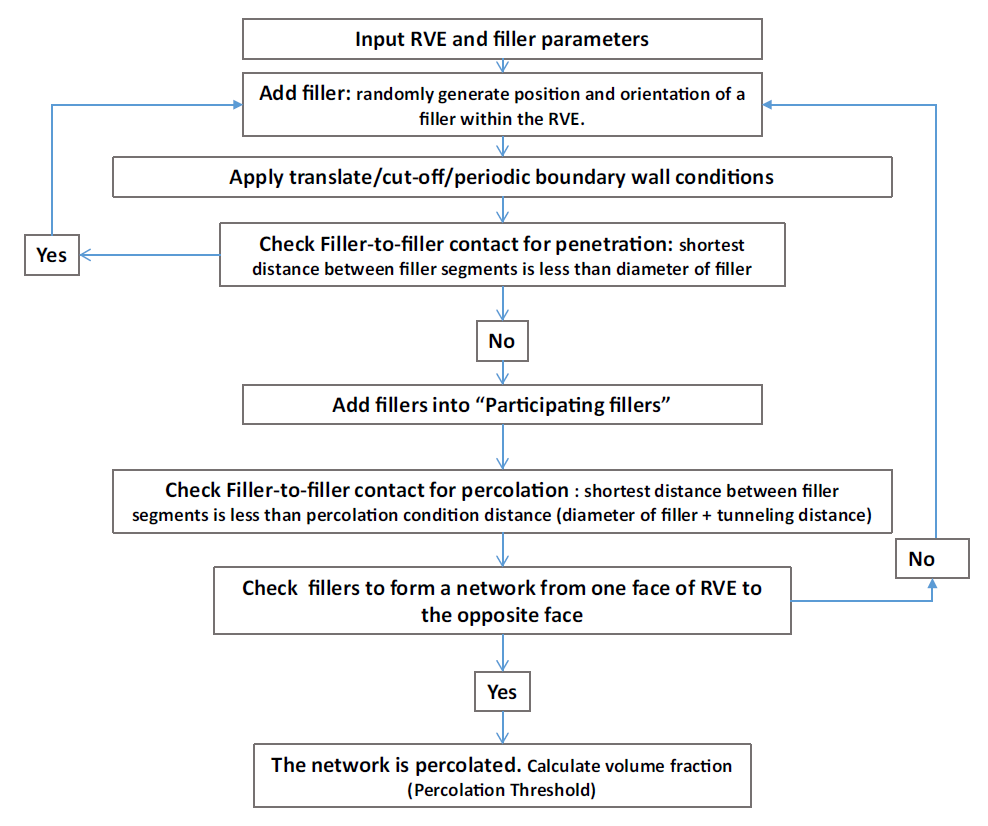 Input RVE and filler parameters
Add filler: randomly generate position and orientation of a
filler within the RVE.
Apply translate/cut-off/periodic boundary wall conditions
Check Filler-to-filler contact for penetration: shortest
distance between filler segments is less than diameter of filler
Yes
No
Add fillers into “Participating fillers”
Check Filler-to-filler contact for percolation : shortest distance between filler
segments is less than percolation condition distance (diameter of filler + tunneling distance)
No
Check  fillers to form a network from one face of RVE to
the opposite face
Yes
The network is percolated. Calculate volume fraction
(Percolation Threshold)